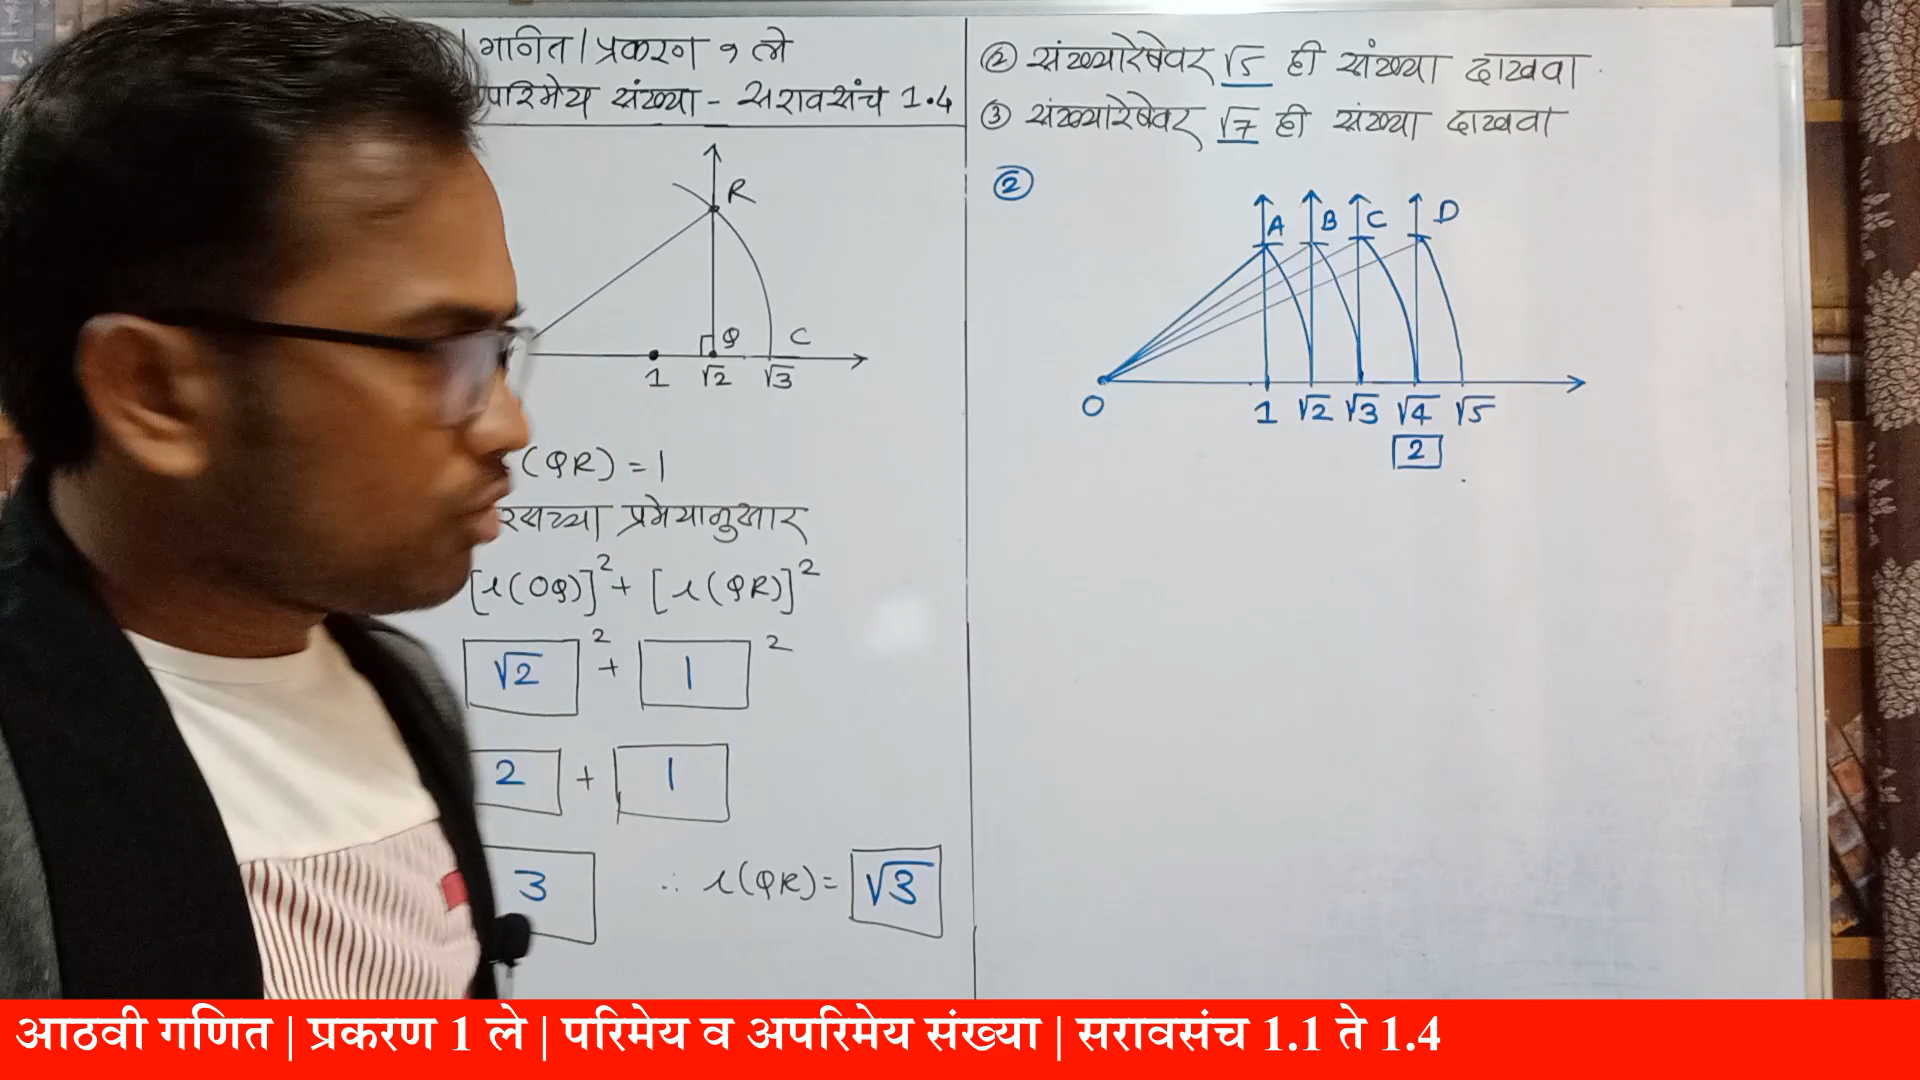 गणित | प्रकरण १ ले
परिमेय संख्या - सरावसंच 1.4
R
Q
C
1 √2 √3
(QR) = 1
प्रमेयानुसार
[l(OQ)]² + [l(QR)]²
√2 ² + 1 ²
2 + 1
3 ∴ l(QR) = √3
② संख्यारेषेवर √5 ही संख्या दाखवा.
③ संख्यारेषेवर √7 ही संख्या दाखवा
②
A B C D
O 1 √2 √3 √4 √5
2
आठवी गणित | प्रकरण 1 ले | परिमेय व अपरिमेय संख्या | सरावसंच 1.1 ते 1.4